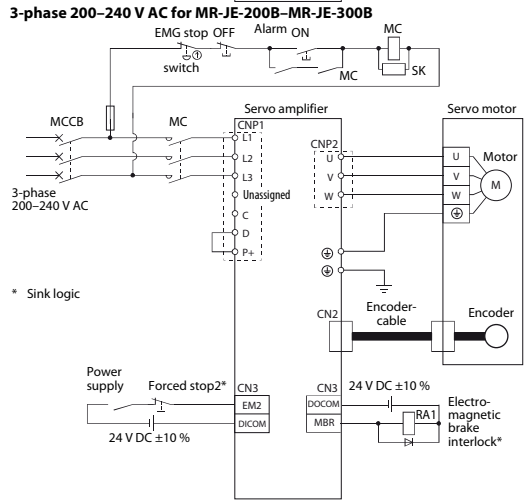 3-phase 200–240 V AC for MR-JE-200B–MR-JE-300B
EMG stop OFF Alarm ON MC
①
switch MC SK
MCCB MC Servo amplifier Servo motor
CNP1
L1 CNP2
L2 U U Motor
L3 V V M
3-phase
200–240 V AC
Unassigned W W
C
D
P+
* Sink logic
CN2 Encoder-
cable
Encoder
Power
supply Forced stop2* CN3 CN3 24 V DC ±10 %
EM2 DOCOM
DICOM MBR RA1
24 V DC ±10 %
Electro-
magnetic
brake
interlock*